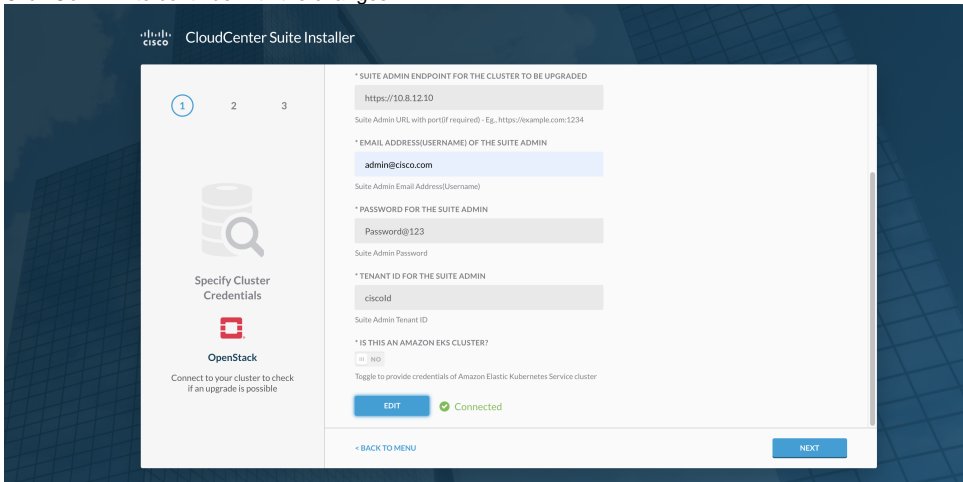 CISCO CloudCenter Suite Installer
1 2 3
Specify Cluster
Credentials
OpenStack
Connect to your cluster to check
if an upgrade is possible
* SUITE ADMIN ENDPOINT FOR THE CLUSTER TO BE UPGRADED
https://10.8.12.10
Suite Admin URL with port(if required) - Eg., https://example.com:1234
* EMAIL ADDRESS(USERNAME) OF THE SUITE ADMIN
admin@cisco.com
Suite Admin Email Address(Username)
* PASSWORD FOR THE SUITE ADMIN
Password@123
Suite Admin Password
* TENANT ID FOR THE SUITE ADMIN
ciscoId
Suite Admin Tenant ID
* IS THIS AN AMAZON EKS CLUSTER?
NO
Toggle to provide credentials of Amazon Elastic Kubernetes Service cluster
EDIT Connected
< BACK TO MENU NEXT